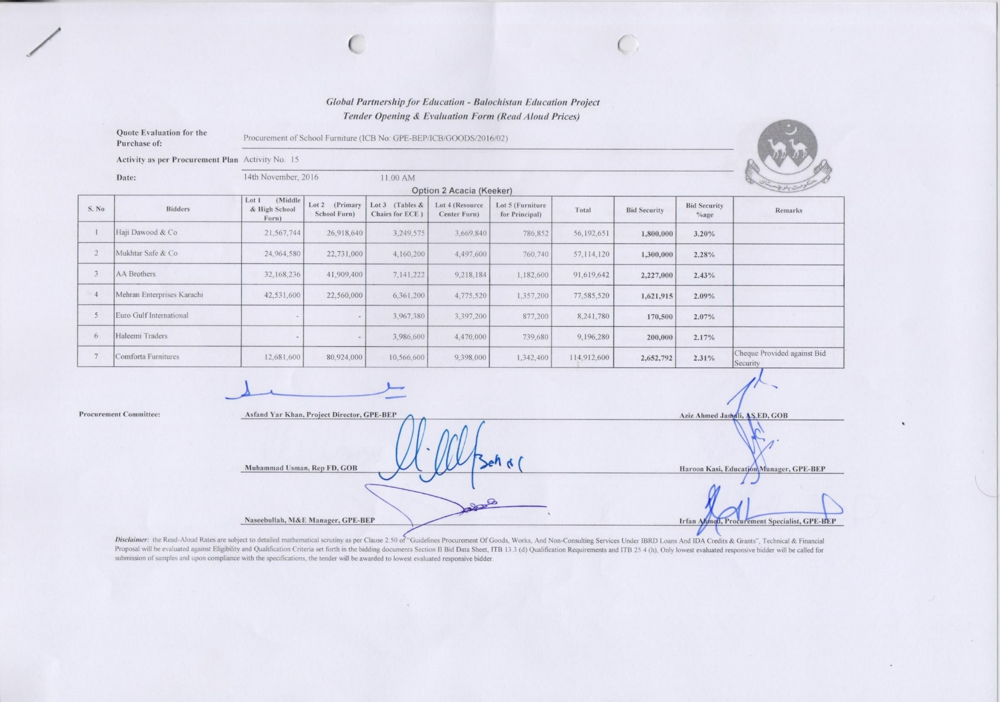 Global Partnership for Education - Balochistan Education Project
Tender Opening & Evaluation Form (Read Aloud Prices)
Quote Evaluation for the Purchase of: Procurement of School Furniture (ICB No: GPE-BEP/ICB/GOODS/2016/02)
Activity as per Procurement Plan Activity No. 15
Date: 14th November, 2016 11.00 AM
حکومت بلوچستان
Option 2 Acacia (Keeker)
S. No | Bidders | Lot 1 (Middle & High School Furn) | Lot 2 (Primary School Furn) | Lot 3 (Tables & Chairs for ECE ) | Lot 4 (Resource Center Furn) | Lot 5 (Furniture for Principal) | Total | Bid Security | Bid Security %age | Remarks
1 | Haji Dawood & Co | 21,567,744 | 26,918,640 | 3,249,575 | 3,669,840 | 786,852 | 56,192,651 | 1,800,000 | 3.20%
2 | Mukhtar Safe & Co | 24,964,580 | 22,731,000 | 4,160,200 | 4,497,600 | 760,740 | 57,114,120 | 1,300,000 | 2.28%
3 | AA Brothers | 32,168,236 | 41,909,400 | 7,141,222 | 9,218,184 | 1,182,600 | 91,619,642 | 2,227,000 | 2.43%
4 | Mehran Enterprises Karachi | 42,531,600 | 22,560,000 | 6,361,200 | 4,775,520 | 1,357,200 | 77,585,520 | 1,621,915 | 2.09%
5 | Euro Gulf International | - | - | 3,967,380 | 3,397,200 | 877,200 | 8,241,780 | 170,500 | 2.07%
6 | Haleemi Traders | - | - | 3,986,600 | 4,470,000 | 739,680 | 9,196,280 | 200,000 | 2.17%
7 | Comforta Furnitures | 12,681,600 | 80,924,000 | 10,566,600 | 9,398,000 | 1,342,400 | 114,912,600 | 2,652,792 | 2.31% | Cheque Provided against Bid Security
Procurement Committee: Asfand Yar Khan, Project Director, GPE-BEP Aziz Ahmed Jamali, AS ED, GOB
Muhammad Usman, Rep FD, GOB Haroon Kasi, Education Manager, GPE-BEP
Naseebullah, M&E Manager, GPE-BEP Irfan Ahmed, Procurement Specialist, GPE-BEP
Disclaimer: the Read-Aloud Rates are subject to detailed mathematical scrutiny as per Clause 2.50 of "Guidelines Procurement Of Goods, Works, And Non-Consulting Services Under IBRD Loans And IDA Credits & Grants", Technical & Financial
Proposal will be evaluated against Eligibility and Qualification Criteria set forth in the bidding documents Section II Bid Data Sheet, ITB 13.3 (d) Qualification Requirements and ITB 25 4 (h), Only lowest evaluated responsive bidder will be called for
submission of samples and upon compliance with the specifications, the tender will be awarded to lowest evaluated responsive bidder.